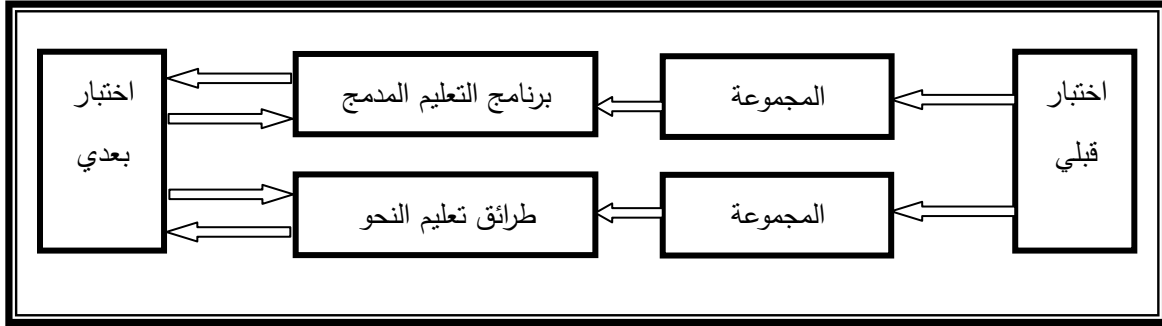 اختبار
قبلي
المجموعة
برنامج التعليم المدمج
المجموعة
طرائق تعليم النحو
اختبار
بعدي